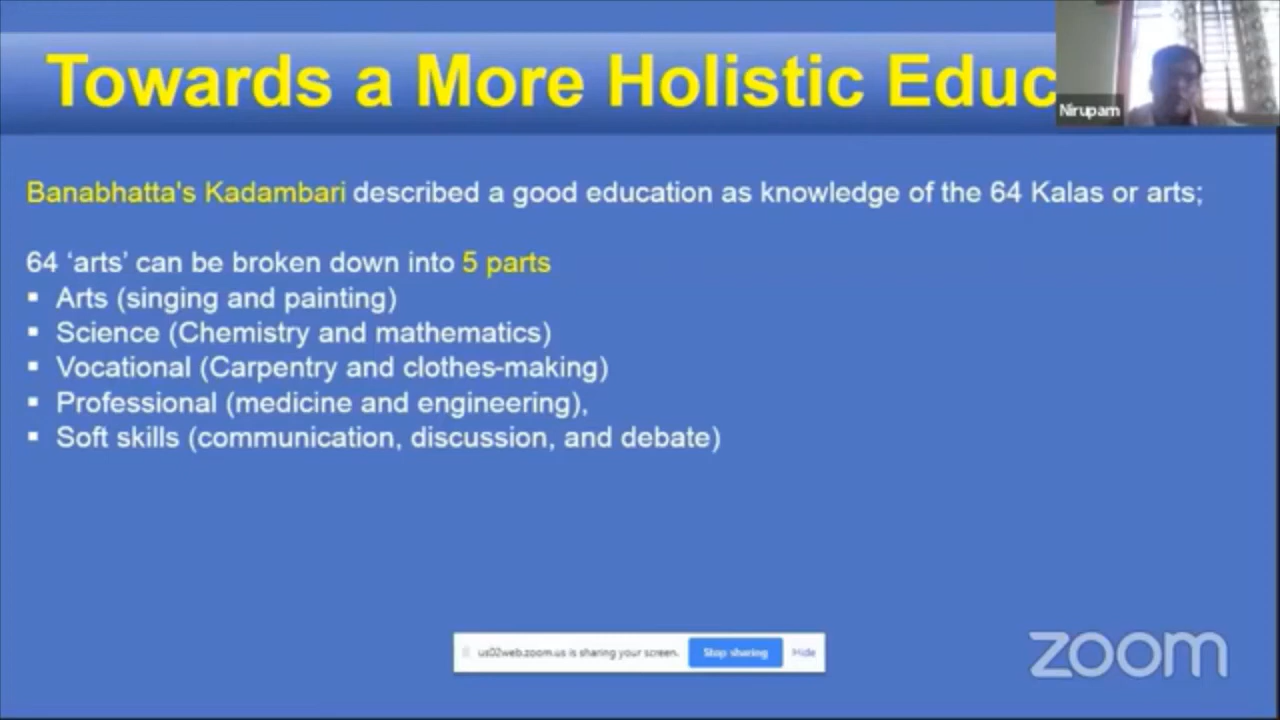 Towards a More Holistic Educ
Nirupam
Banabhatta's Kadambari described a good education as knowledge of the 64 Kalas or arts;
64 ‘arts’ can be broken down into 5 parts
▪ Arts (singing and painting)
▪ Science (Chemistry and mathematics)
▪ Vocational (Carpentry and clothes-making)
▪ Professional (medicine and engineering),
▪ Soft skills (communication, discussion, and debate)
us02web.zoom.us is sharing your screen. Stop sharing Hide
zoom